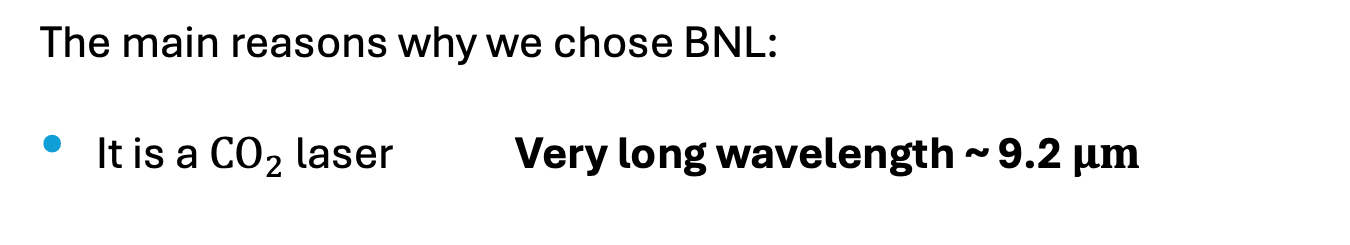 The main reasons why we chose BNL:
• It is a CO₂ laser Very long wavelength ~ 9.2 μm